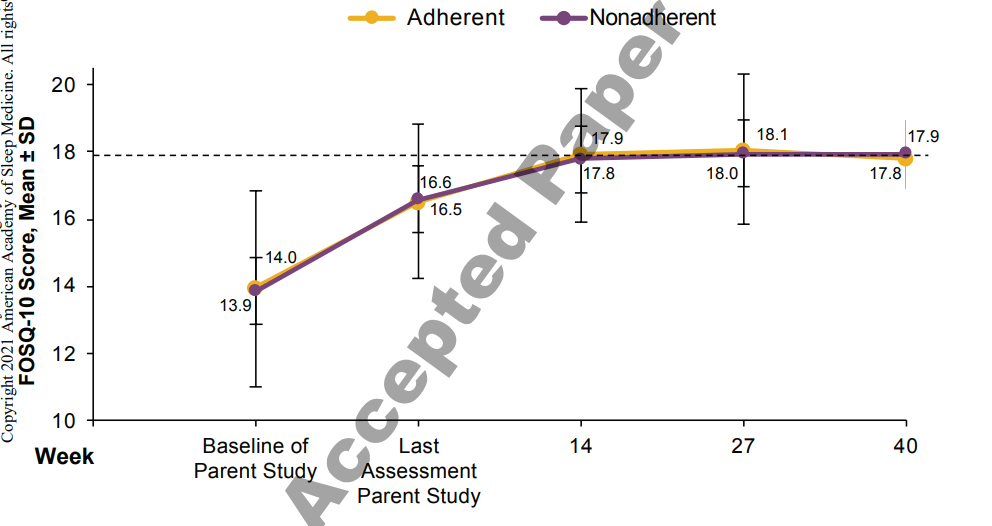 Adherent Nonadherent
Copyright 2021 American Academy of Sleep Medicine. All rights
FOSQ-10 Score, Mean ± SD
20
18
16
14
12
10
14.0
13.9
16.6
16.5
17.9
17.8
18.1
18.0
17.9
17.8
Week
Baseline of
Parent Study
Last
Assessment
Parent Study
14
27
40
Accepted Paper